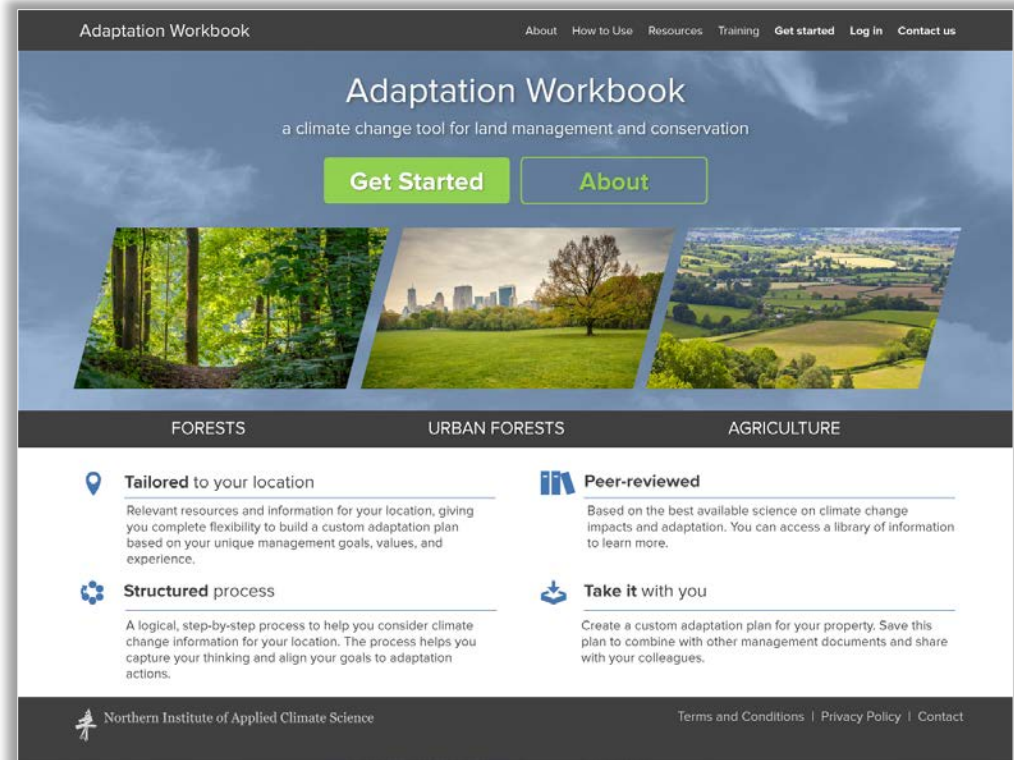 Adaptation Workbook
About How to Use Resources Training Get started Log in Contact us
Adaptation Workbook
a climate change tool for land management and conservation
Get Started
About
FORESTS
URBAN FORESTS
AGRICULTURE
Tailored to your location
Relevant resources and information for your location, giving
you complete flexibility to build a custom adaptation plan
based on your unique management goals, values, and
experience.
Peer-reviewed
Based on the best available science on climate change
impacts and adaptation. You can access a library of information
to learn more.
Structured process
A logical, step-by-step process to help you consider climate
change information for your location. The process helps you
capture your thinking and align your goals to adaptation
actions.
Take it with you
Create a custom adaptation plan for your property. Save this
plan to combine with other management documents and share
with your colleagues.
Northern Institute of Applied Climate Science
Terms and Conditions | Privacy Policy | Contact